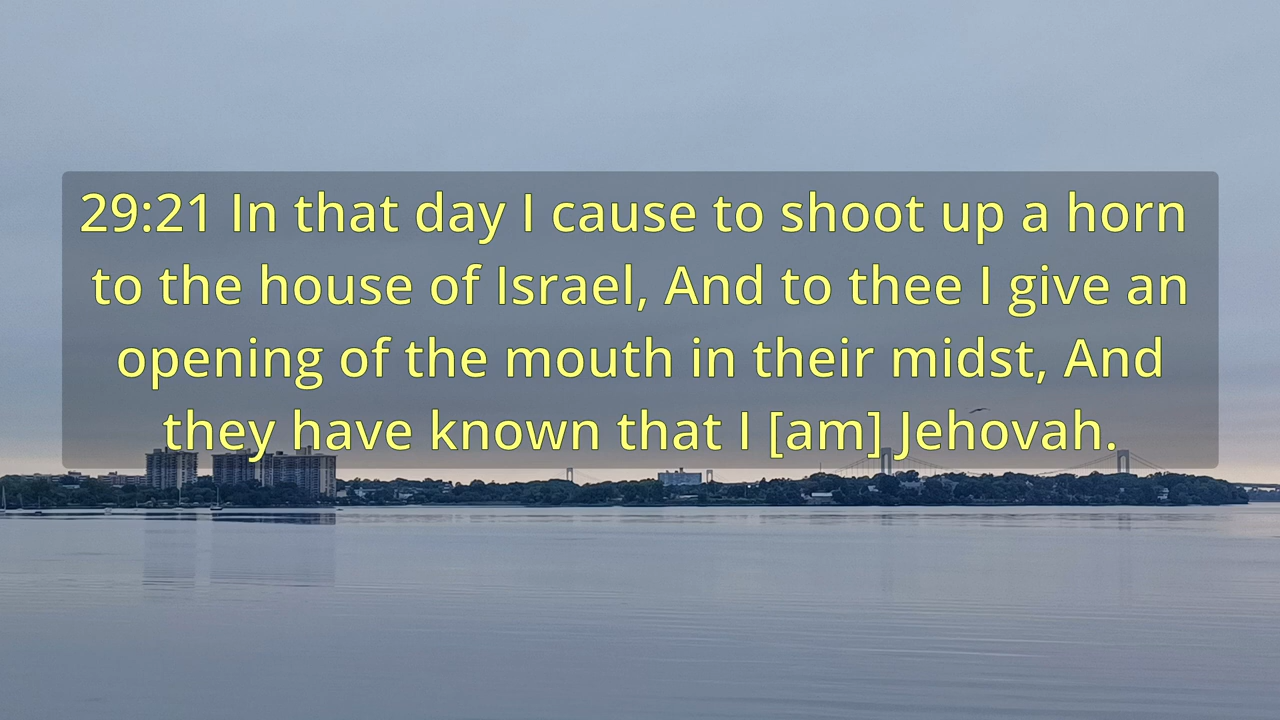 29:21 In that day I cause to shoot up a horn
to the house of Israel, And to thee I give an
opening of the mouth in their midst, And
they have known that I [am] Jehovah.